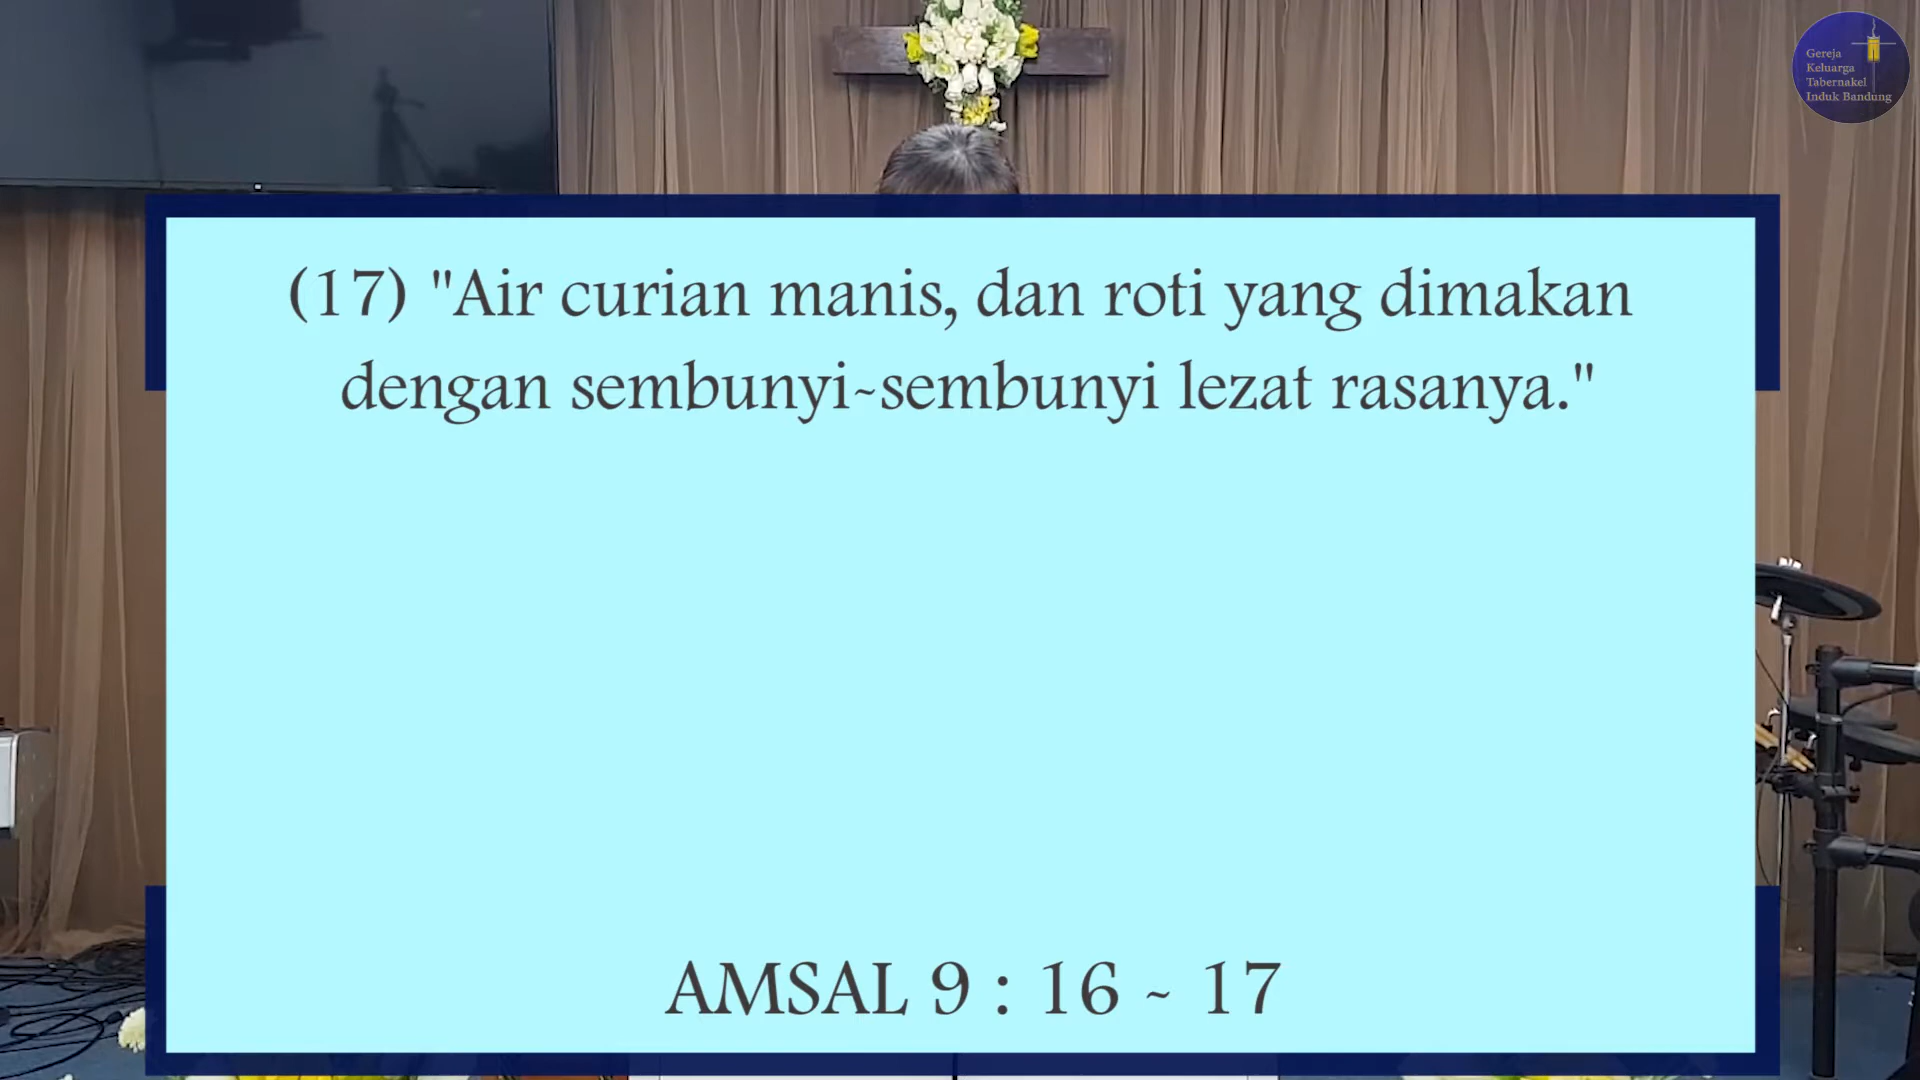 Gereja
Keluarga
Tabernakel
Induk Bandung
(17) "Air curian manis, dan roti yang dimakan
dengan sembunyi-sembunyi lezat rasanya."
AMSAL 9 : 16 - 17